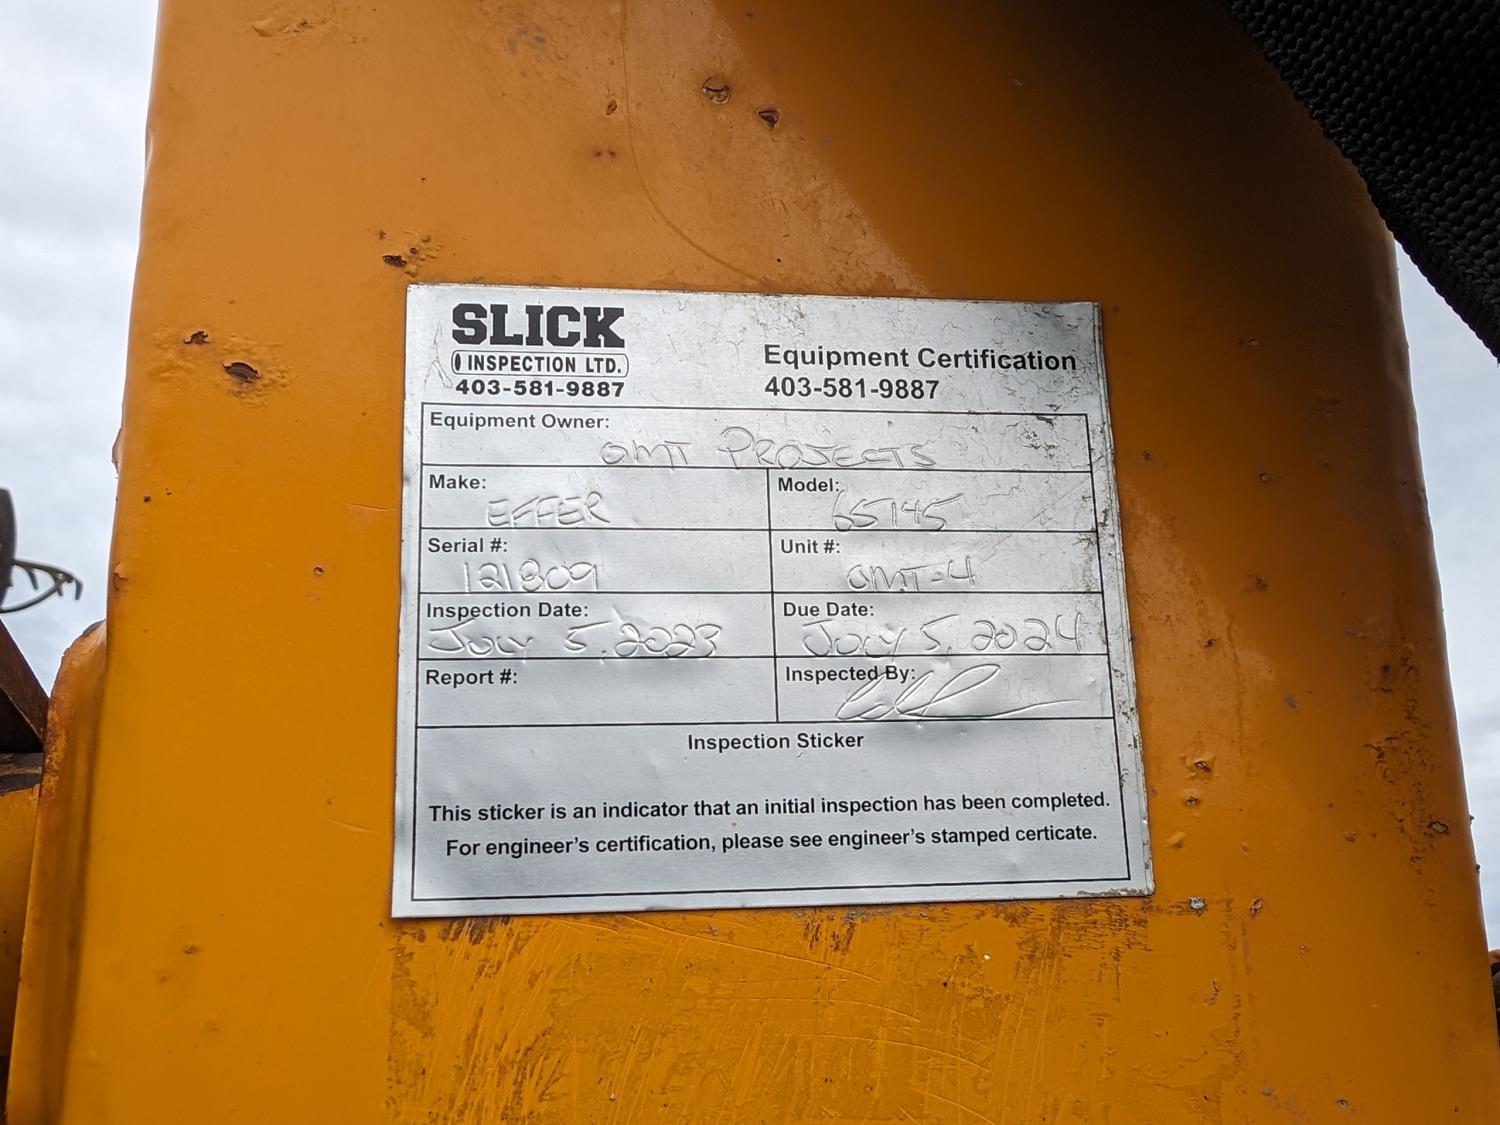 SLICK
INSPECTION LTD.
403-581-9887
Equipment Certification
403-581-9887
Equipment Owner: OMT PROJECTS
Make: EFFER
Model: 65145
Serial #: 121809
Unit #: OMT-4
Inspection Date: JULY 5, 2023
Due Date: JULY 5, 2024
Report #:
Inspected By:
Inspection Sticker
This sticker is an indicator that an initial inspection has been completed.
For engineer's certification, please see engineer's stamped certicate.